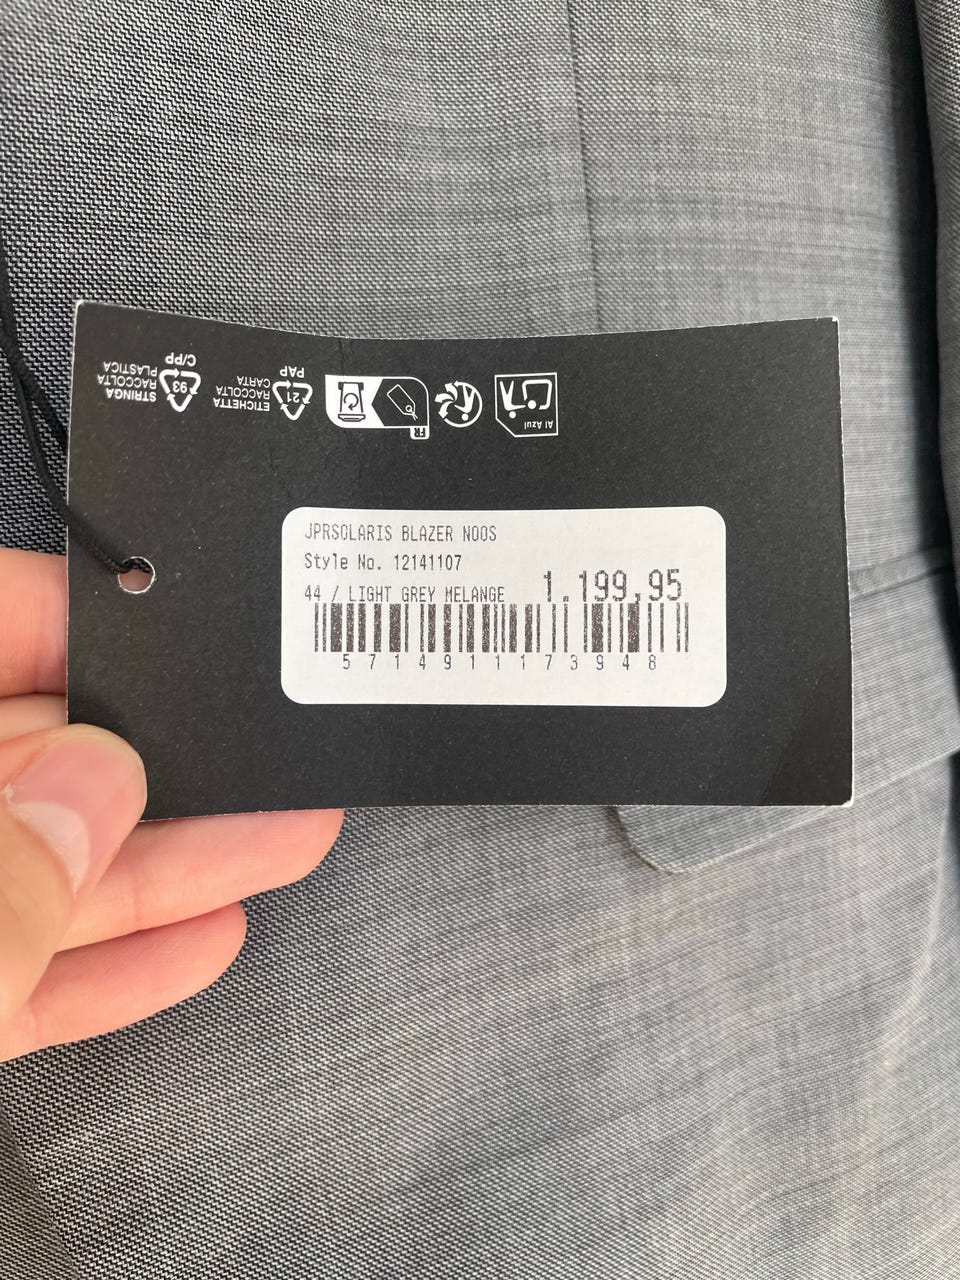 STRINGA
RACCOLTA
PLASTICA
93
C/PP
ETICHETTA
RACCOLTA
CARTA
21
PAP
FR
Al Azul
JPRSOLARIS BLAZER NOOS
Style No. 12141107
44 / LIGHT GREY MELANGE 1.199,95
5714911173948